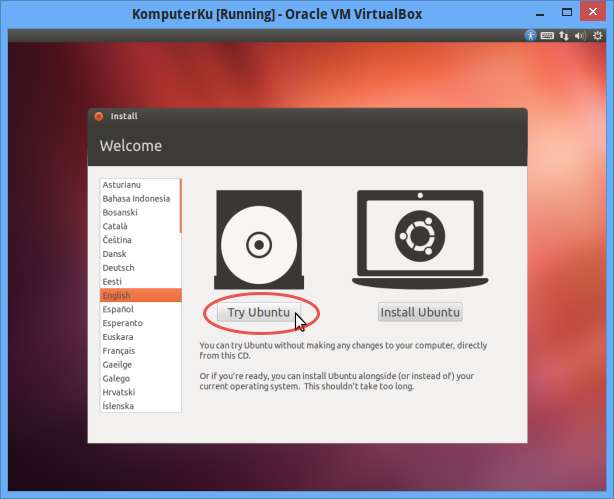 KomputerKu [Running] - Oracle VM VirtualBox
Install
Welcome
Asturianu
Bahasa Indonesia
Bosanski
Català
Čeština
Dansk
Deutsch
Eesti
English
Español
Esperanto
Euskara
Français
Gaeilge
Galego
Hrvatski
Íslenska
Try Ubuntu
Install Ubuntu
You can try Ubuntu without making any changes to your computer, directly
from this CD.
Or if you're ready, you can install Ubuntu alongside (or instead of) your
current operating system. This shouldn't take too long.